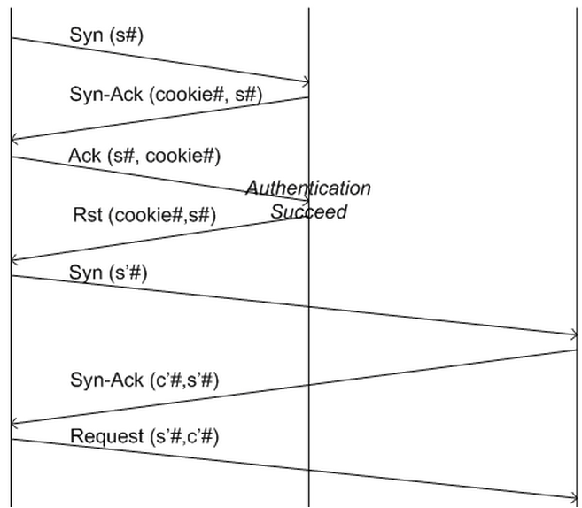 Syn (s#)
Syn-Ack (cookie#, s#)
Ack (s#, cookie#)
Authentication
Succeed
Rst (cookie#,s#)
Syn (s'#)
Syn-Ack (c'#,s'#)
Request (s'#,c'#)